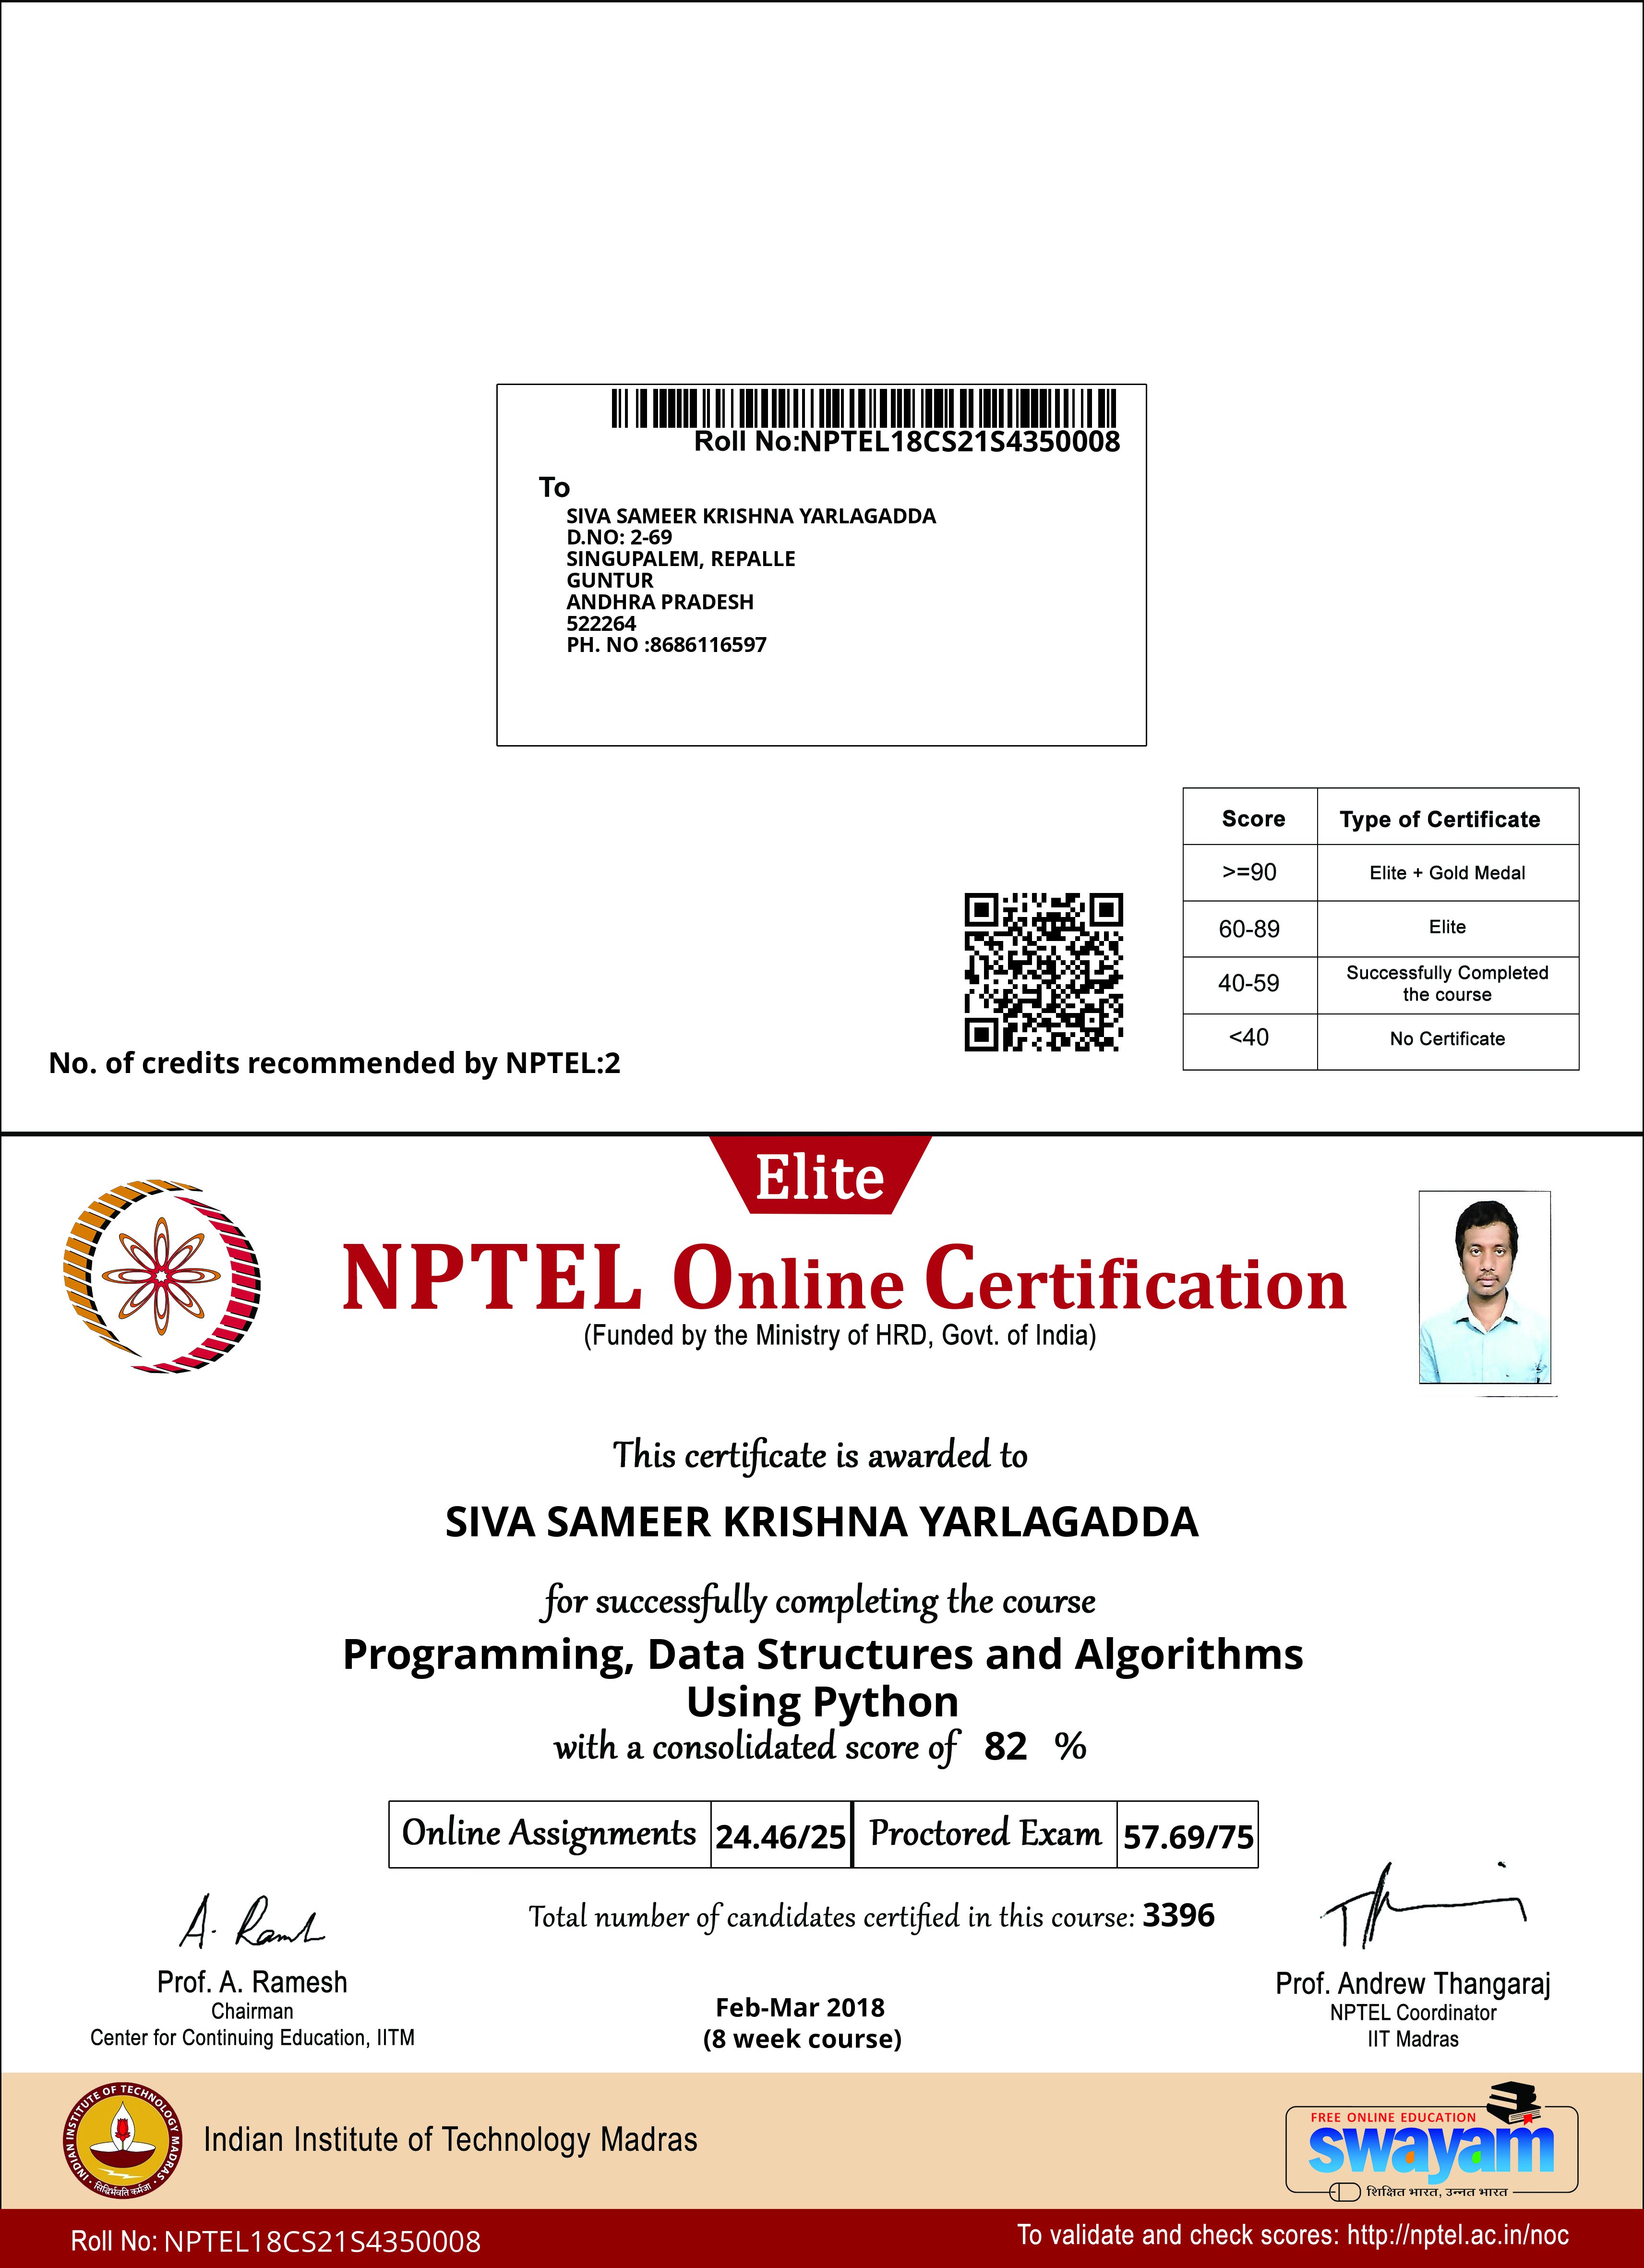 Roll No:NPTEL18CS21S4350008
To
SIVA SAMEER KRISHNA YARLAGADDA
D.NO: 2-69
SINGUPALEM, REPALLE
GUNTUR
ANDHRA PRADESH
522264
PH. NO :8686116597
Score Type of Certificate
>=90 Elite + Gold Medal
60-89 Elite
40-59 Successfully Completed
the course
<40 No Certificate
No. of credits recommended by NPTEL:2
Elite
NPTEL Online Certification
(Funded by the Ministry of HRD, Govt. of India)
This certificate is awarded to
SIVA SAMEER KRISHNA YARLAGADDA
for successfully completing the course
Programming, Data Structures and Algorithms
Using Python
with a consolidated score of 82 %
Online Assignments 24.46/25 Proctored Exam 57.69/75
Total number of candidates certified in this course: 3396
A. Ramesh
Prof. A. Ramesh
Chairman
Center for Continuing Education, IITM
Feb-Mar 2018
(8 week course)
Prof. Andrew Thangaraj
NPTEL Coordinator
IIT Madras
INDIAN INSTITUTE OF TECHNOLOGY MADRAS
सिद्धिर्भवति कर्मजा
Indian Institute of Technology Madras
FREE ONLINE EDUCATION
swayam
शिक्षित भारत, उन्नत भारत
Roll No: NPTEL18CS21S4350008
To validate and check scores: http://nptel.ac.in/noc